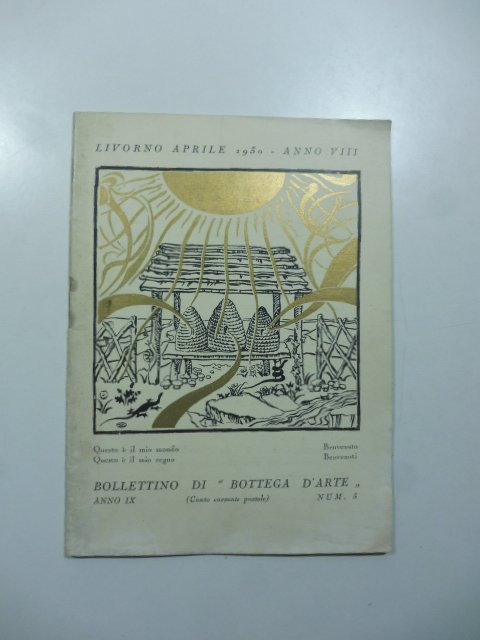 LIVORNO APRILE 1930 - ANNO VIII
Questo è il mio mondo
Questo è il mio regno
Benvenuto
Benvenuti
BOLLETTINO DI “ BOTTEGA D'ARTE „
ANNO IX (Conto corrente postale) NUM. 5